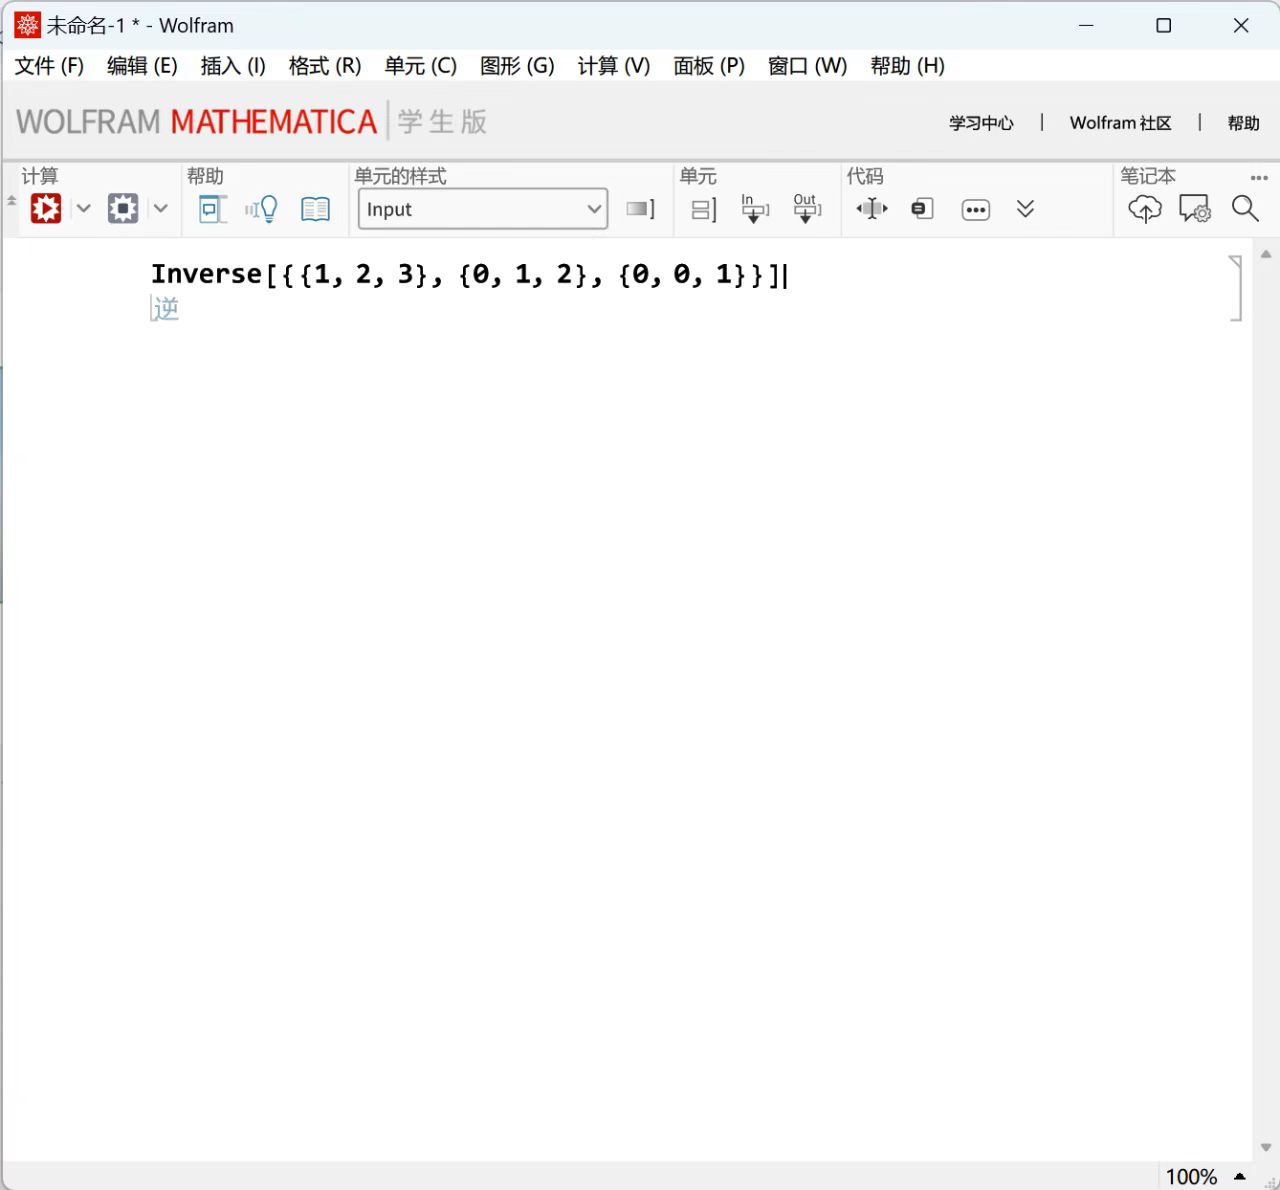 未命名-1 * - Wolfram
文件 (F) 编辑 (E) 插入 (I) 格式 (R) 单元 (C) 图形 (G) 计算 (V) 面板 (P) 窗口 (W) 帮助 (H)
WOLFRAM MATHEMATICA 学生版 学习中心 | Wolfram 社区 | 帮助
计算 帮助 单元的样式 单元 代码 笔记本
Input In Out
Inverse[{{1, 2, 3}, {0, 1, 2}, {0, 0, 1}}]
逆
100%